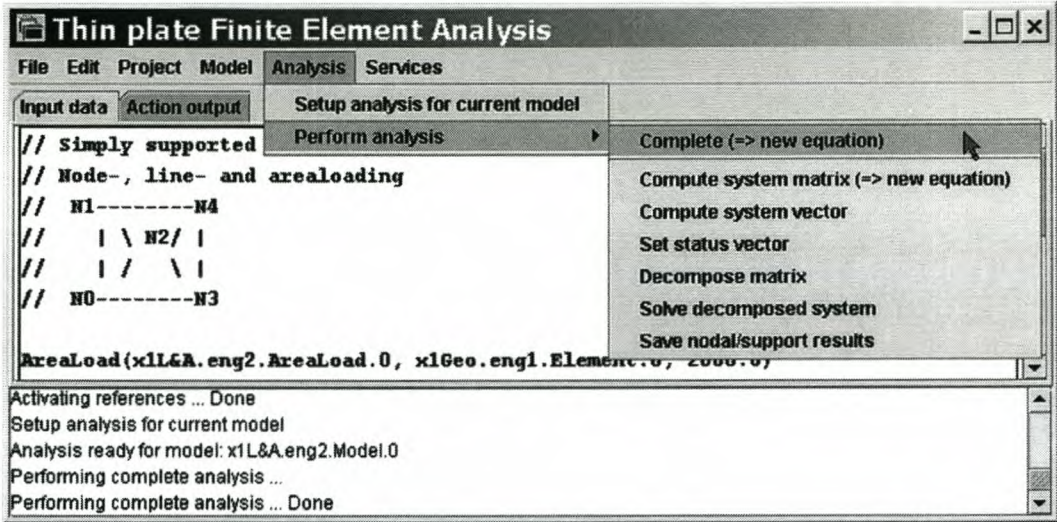 Thin plate Finite Element Analysis
File Edit Project Model Analysis Services
Input data Action output
Setup analysis for current model
Perform analysis
Complete (=> new equation)
Compute system matrix (=> new equation)
Compute system vector
Set status vector
Decompose matrix
Solve decomposed system
Save nodal/support results
// Simply supported
// Node-, line- and arealoading
// N1--------N4
// | \ N2/ |
// | / \ |
// N0--------N3
AreaLoad(x1L&A.eng2.AreaLoad.0, x1Geo.eng1.Element.0, 2000.0)
Activating references ... Done
Setup analysis for current model
Analysis ready for model: x1L&A.eng2.Model.0
Performing complete analysis ...
Performing complete analysis ... Done